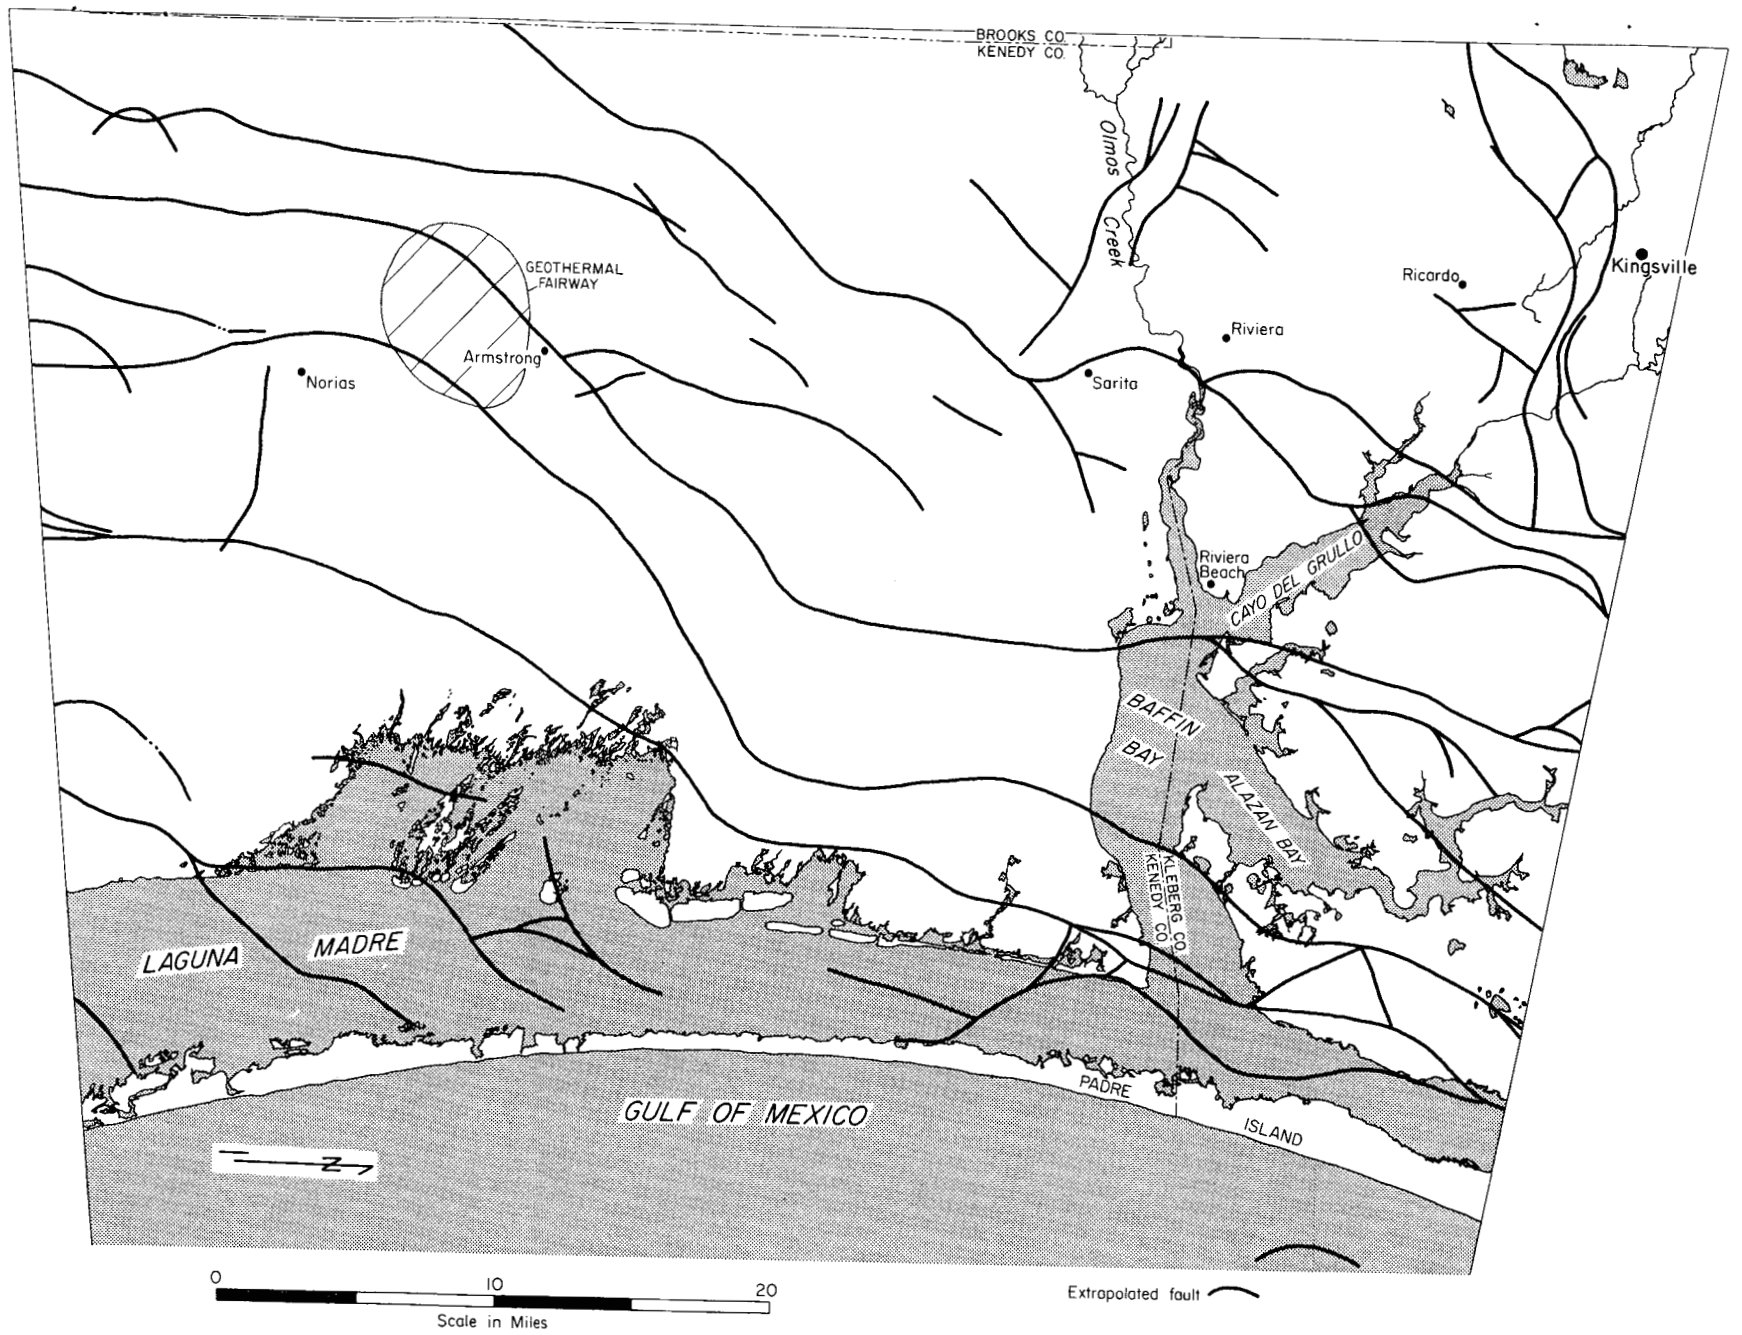 BROOKS CO.
KENEDY CO.
Olmos
Creek
Kingsville
Ricardo
GEOTHERMAL
FAIRWAY
Riviera
Armstrong
Norias
Sarita
Riviera
Beach
CAYO DEL GRULLO
BAFFIN
BAY
ALAZAN BAY
KLEBERG CO.
KENEDY CO.
LAGUNA MADRE
PADRE
ISLAND
GULF OF MEXICO
N
0 10 20
Scale in Miles
Extrapolated fault